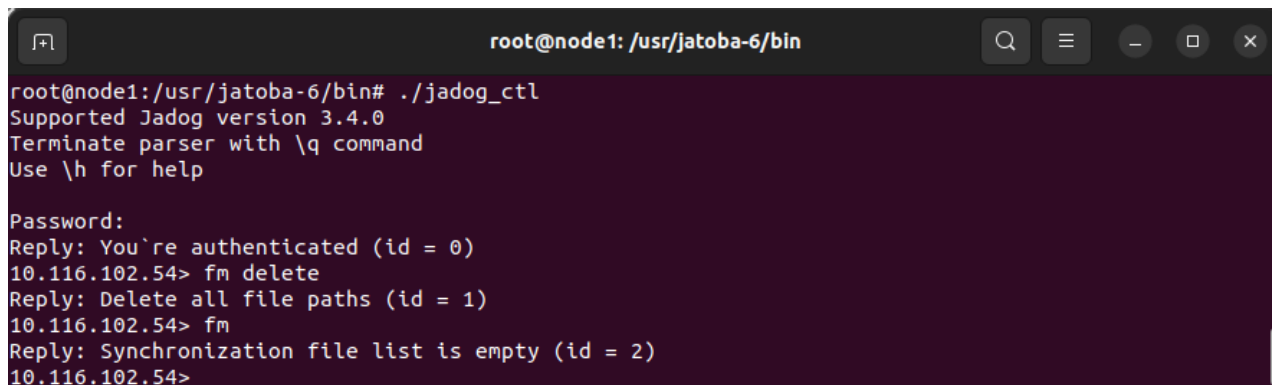 root@node1: /usr/jatoba-6/bin
root@node1:/usr/jatoba-6/bin# ./jadog_ctl
Supported Jadog version 3.4.0
Terminate parser with \q command
Use \h for help
Password:
Reply: You`re authenticated (id = 0)
10.116.102.54> fm delete
Reply: Delete all file paths (id = 1)
10.116.102.54> fm
Reply: Synchronization file list is empty (id = 2)
10.116.102.54>